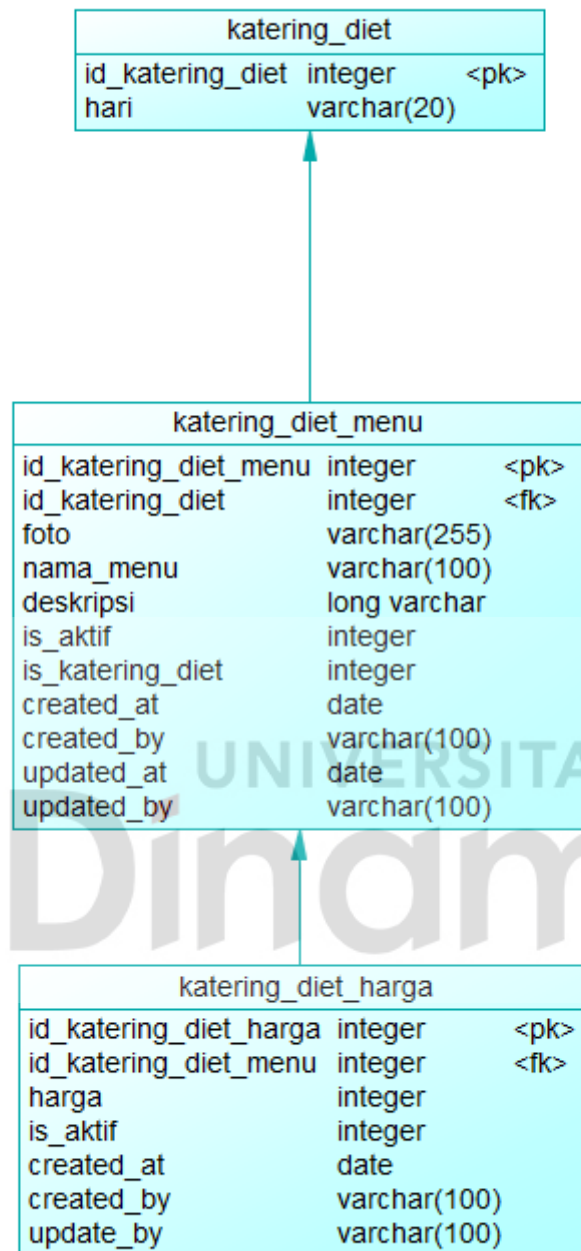 katering_diet
id_katering_diet integer <pk>
hari varchar(20)
katering_diet_menu
id_katering_diet_menu integer <pk>
id_katering_diet integer <fk>
foto varchar(255)
nama_menu varchar(100)
deskripsi long varchar
is_aktif integer
is_katering_diet integer
created_at date
created_by varchar(100)
updated_at date
updated_by varchar(100)
UNIVERSITA
Dinam
katering_diet_harga
id_katering_diet_harga integer <pk>
id_katering_diet_menu integer <fk>
harga integer
is_aktif integer
created_at date
created_by varchar(100)
update_by varchar(100)